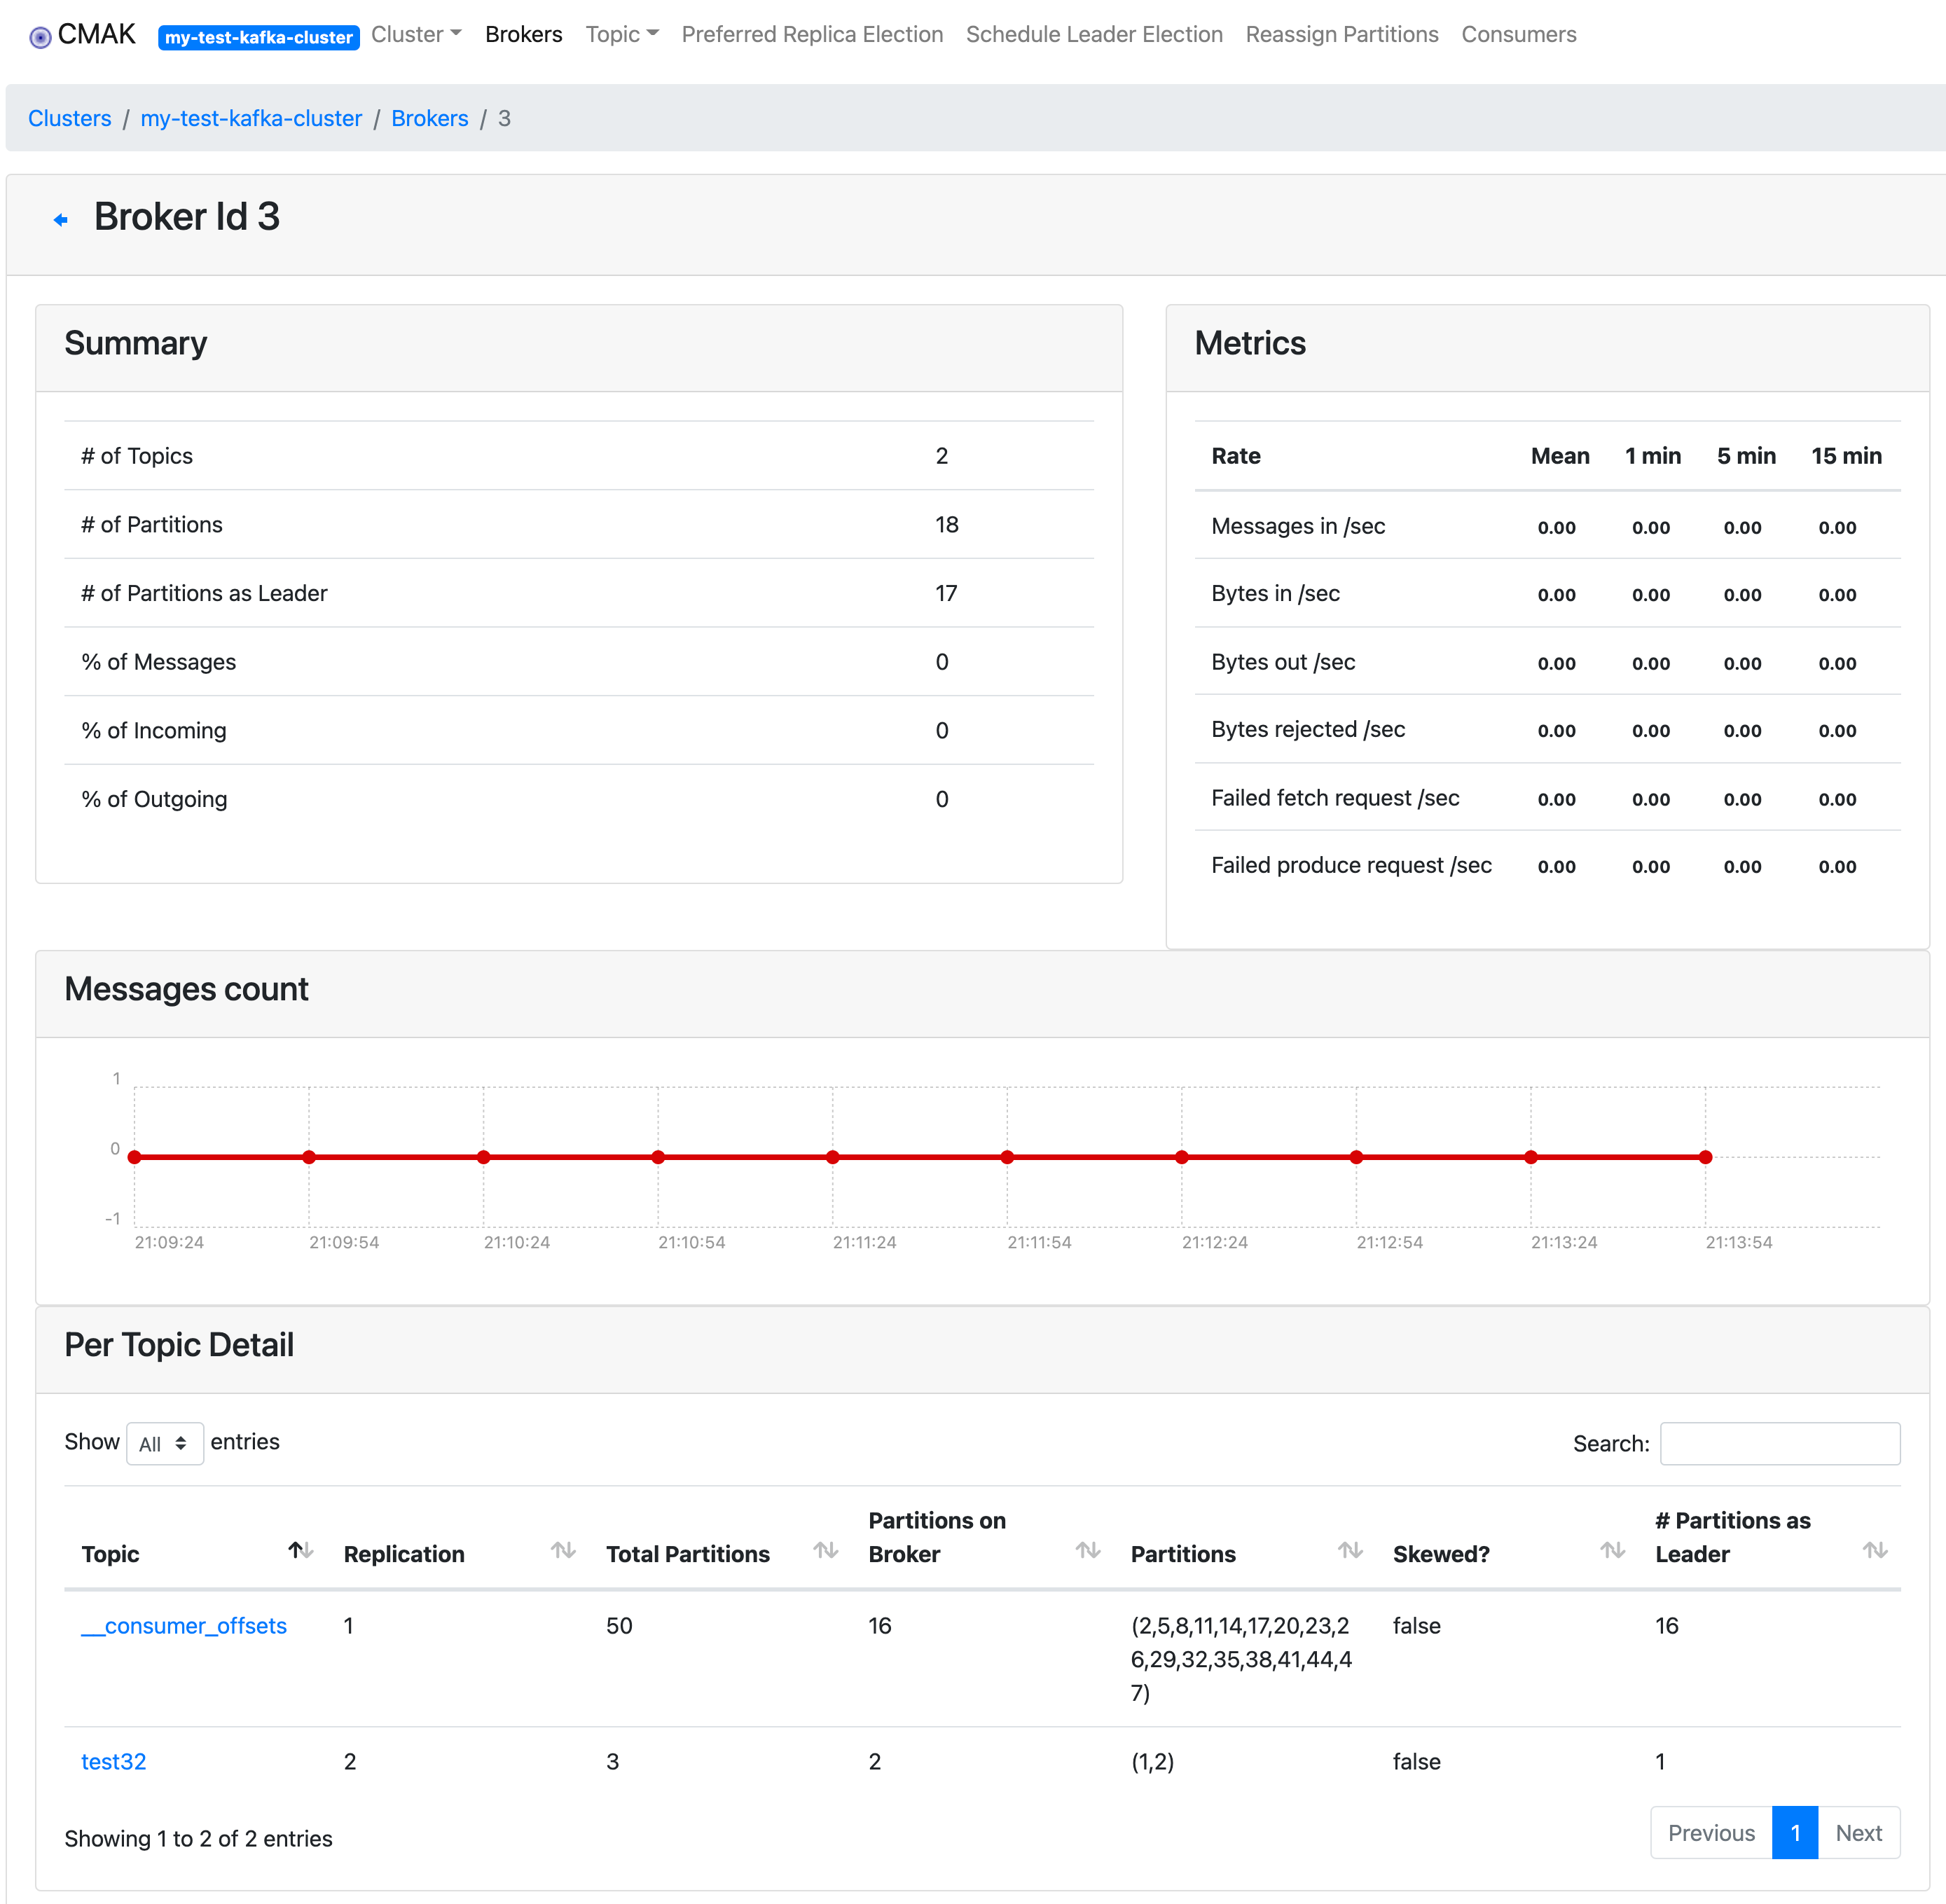 CMAK my-test-kafka-cluster Cluster Brokers Topic Preferred Replica Election Schedule Leader Election Reassign Partitions Consumers
Clusters / my-test-kafka-cluster / Brokers / 3
Broker Id 3
Summary
# of Topics 2
# of Partitions 18
# of Partitions as Leader 17
% of Messages 0
% of Incoming 0
% of Outgoing 0
Metrics
Rate Mean 1 min 5 min 15 min
Messages in /sec 0.00 0.00 0.00 0.00
Bytes in /sec 0.00 0.00 0.00 0.00
Bytes out /sec 0.00 0.00 0.00 0.00
Bytes rejected /sec 0.00 0.00 0.00 0.00
Failed fetch request /sec 0.00 0.00 0.00 0.00
Failed produce request /sec 0.00 0.00 0.00 0.00
Messages count
1
0
-1
21:09:24 21:09:54 21:10:24 21:10:54 21:11:24 21:11:54 21:12:24 21:12:54 21:13:24 21:13:54
Per Topic Detail
Show All entries Search:
Topic Replication Total Partitions Partitions on Broker Partitions Skewed? # Partitions as Leader
__consumer_offsets 1 50 16 (2,5,8,11,14,17,20,23,2 false 16
6,29,32,35,38,41,44,4
7)
test32 2 3 2 (1,2) false 1
Showing 1 to 2 of 2 entries
Previous 1 Next